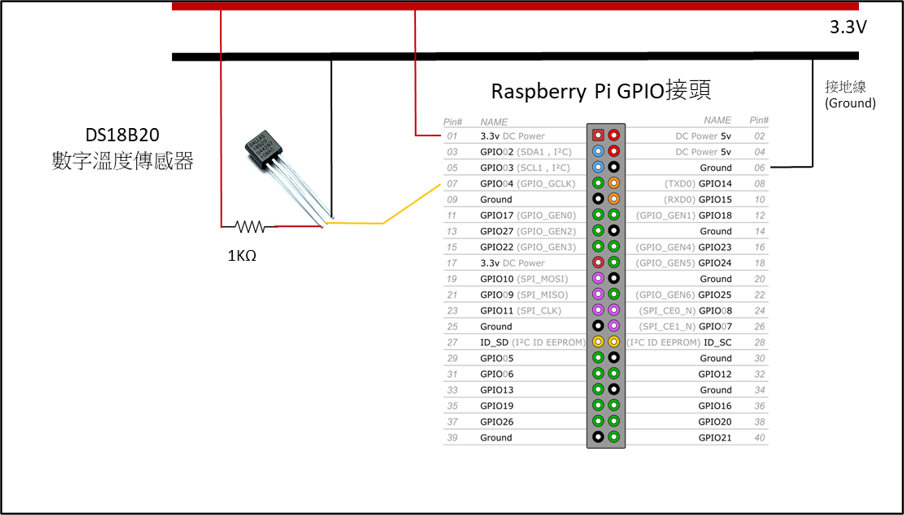 3.3V
Raspberry Pi GPIO接頭
接地線
(Ground)
DS18B20
數字溫度傳感器
1KΩ
Pin# NAME NAME Pin#
01 3.3v DC Power DC Power 5v 02
03 GPIO02 (SDA1 , I²C) DC Power 5v 04
05 GPIO03 (SCL1 , I²C) Ground 06
07 GPIO04 (GPIO_GCLK) (TXD0) GPIO14 08
09 Ground (RXD0) GPIO15 10
11 GPIO17 (GPIO_GEN0) (GPIO_GEN1) GPIO18 12
13 GPIO27 (GPIO_GEN2) Ground 14
15 GPIO22 (GPIO_GEN3) (GPIO_GEN4) GPIO23 16
17 3.3v DC Power (GPIO_GEN5) GPIO24 18
19 GPIO10 (SPI_MOSI) Ground 20
21 GPIO09 (SPI_MISO) (GPIO_GEN6) GPIO25 22
23 GPIO11 (SPI_CLK) (SPI_CE0_N) GPIO08 24
25 Ground (SPI_CE1_N) GPIO07 26
27 ID_SD (I²C ID EEPROM) (I²C ID EEPROM) ID_SC 28
29 GPIO05 Ground 30
31 GPIO06 GPIO12 32
33 GPIO13 Ground 34
35 GPIO19 GPIO16 36
37 GPIO26 GPIO20 38
39 Ground GPIO21 40